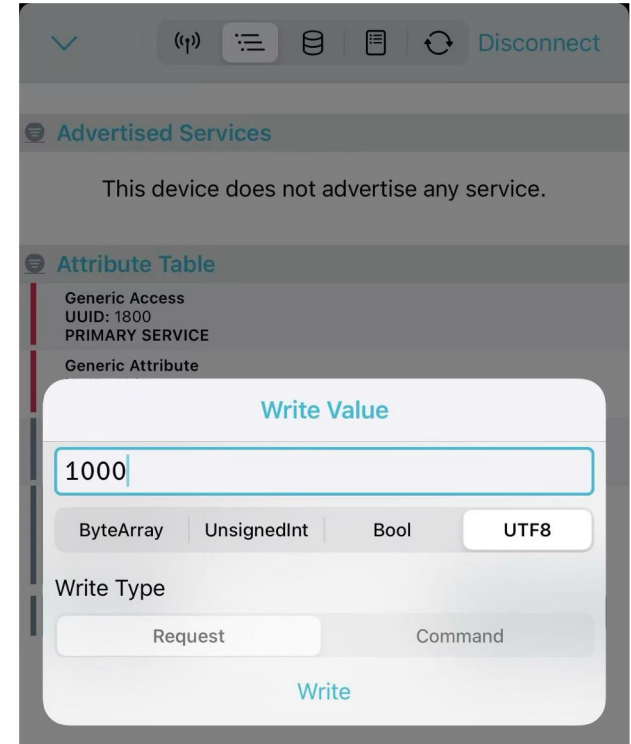 Disconnect
Advertised Services
This device does not advertise any service.
Attribute Table
Generic Access
UUID: 1800
PRIMARY SERVICE
Generic Attribute
Write Value
1000
ByteArray UnsignedInt Bool UTF8
Write Type
Request Command
Write